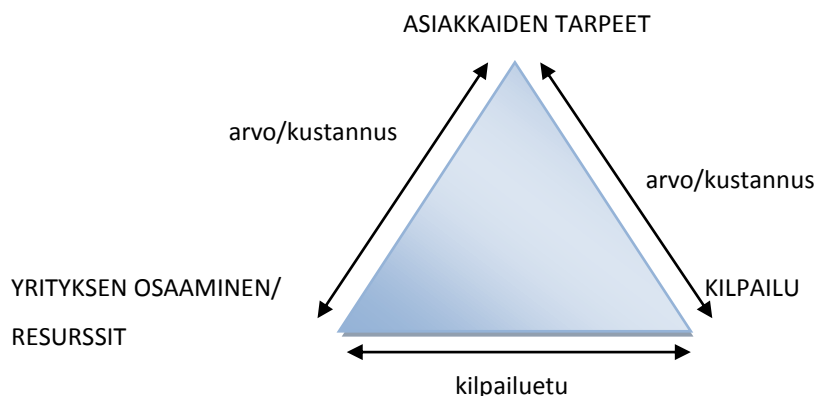 ASIAKKAIDEN TARPEET
arvo/kustannus
arvo/kustannus
YRITYKSEN OSAAMINEN/
RESURSSIT
KILPAILU
kilpailuetu